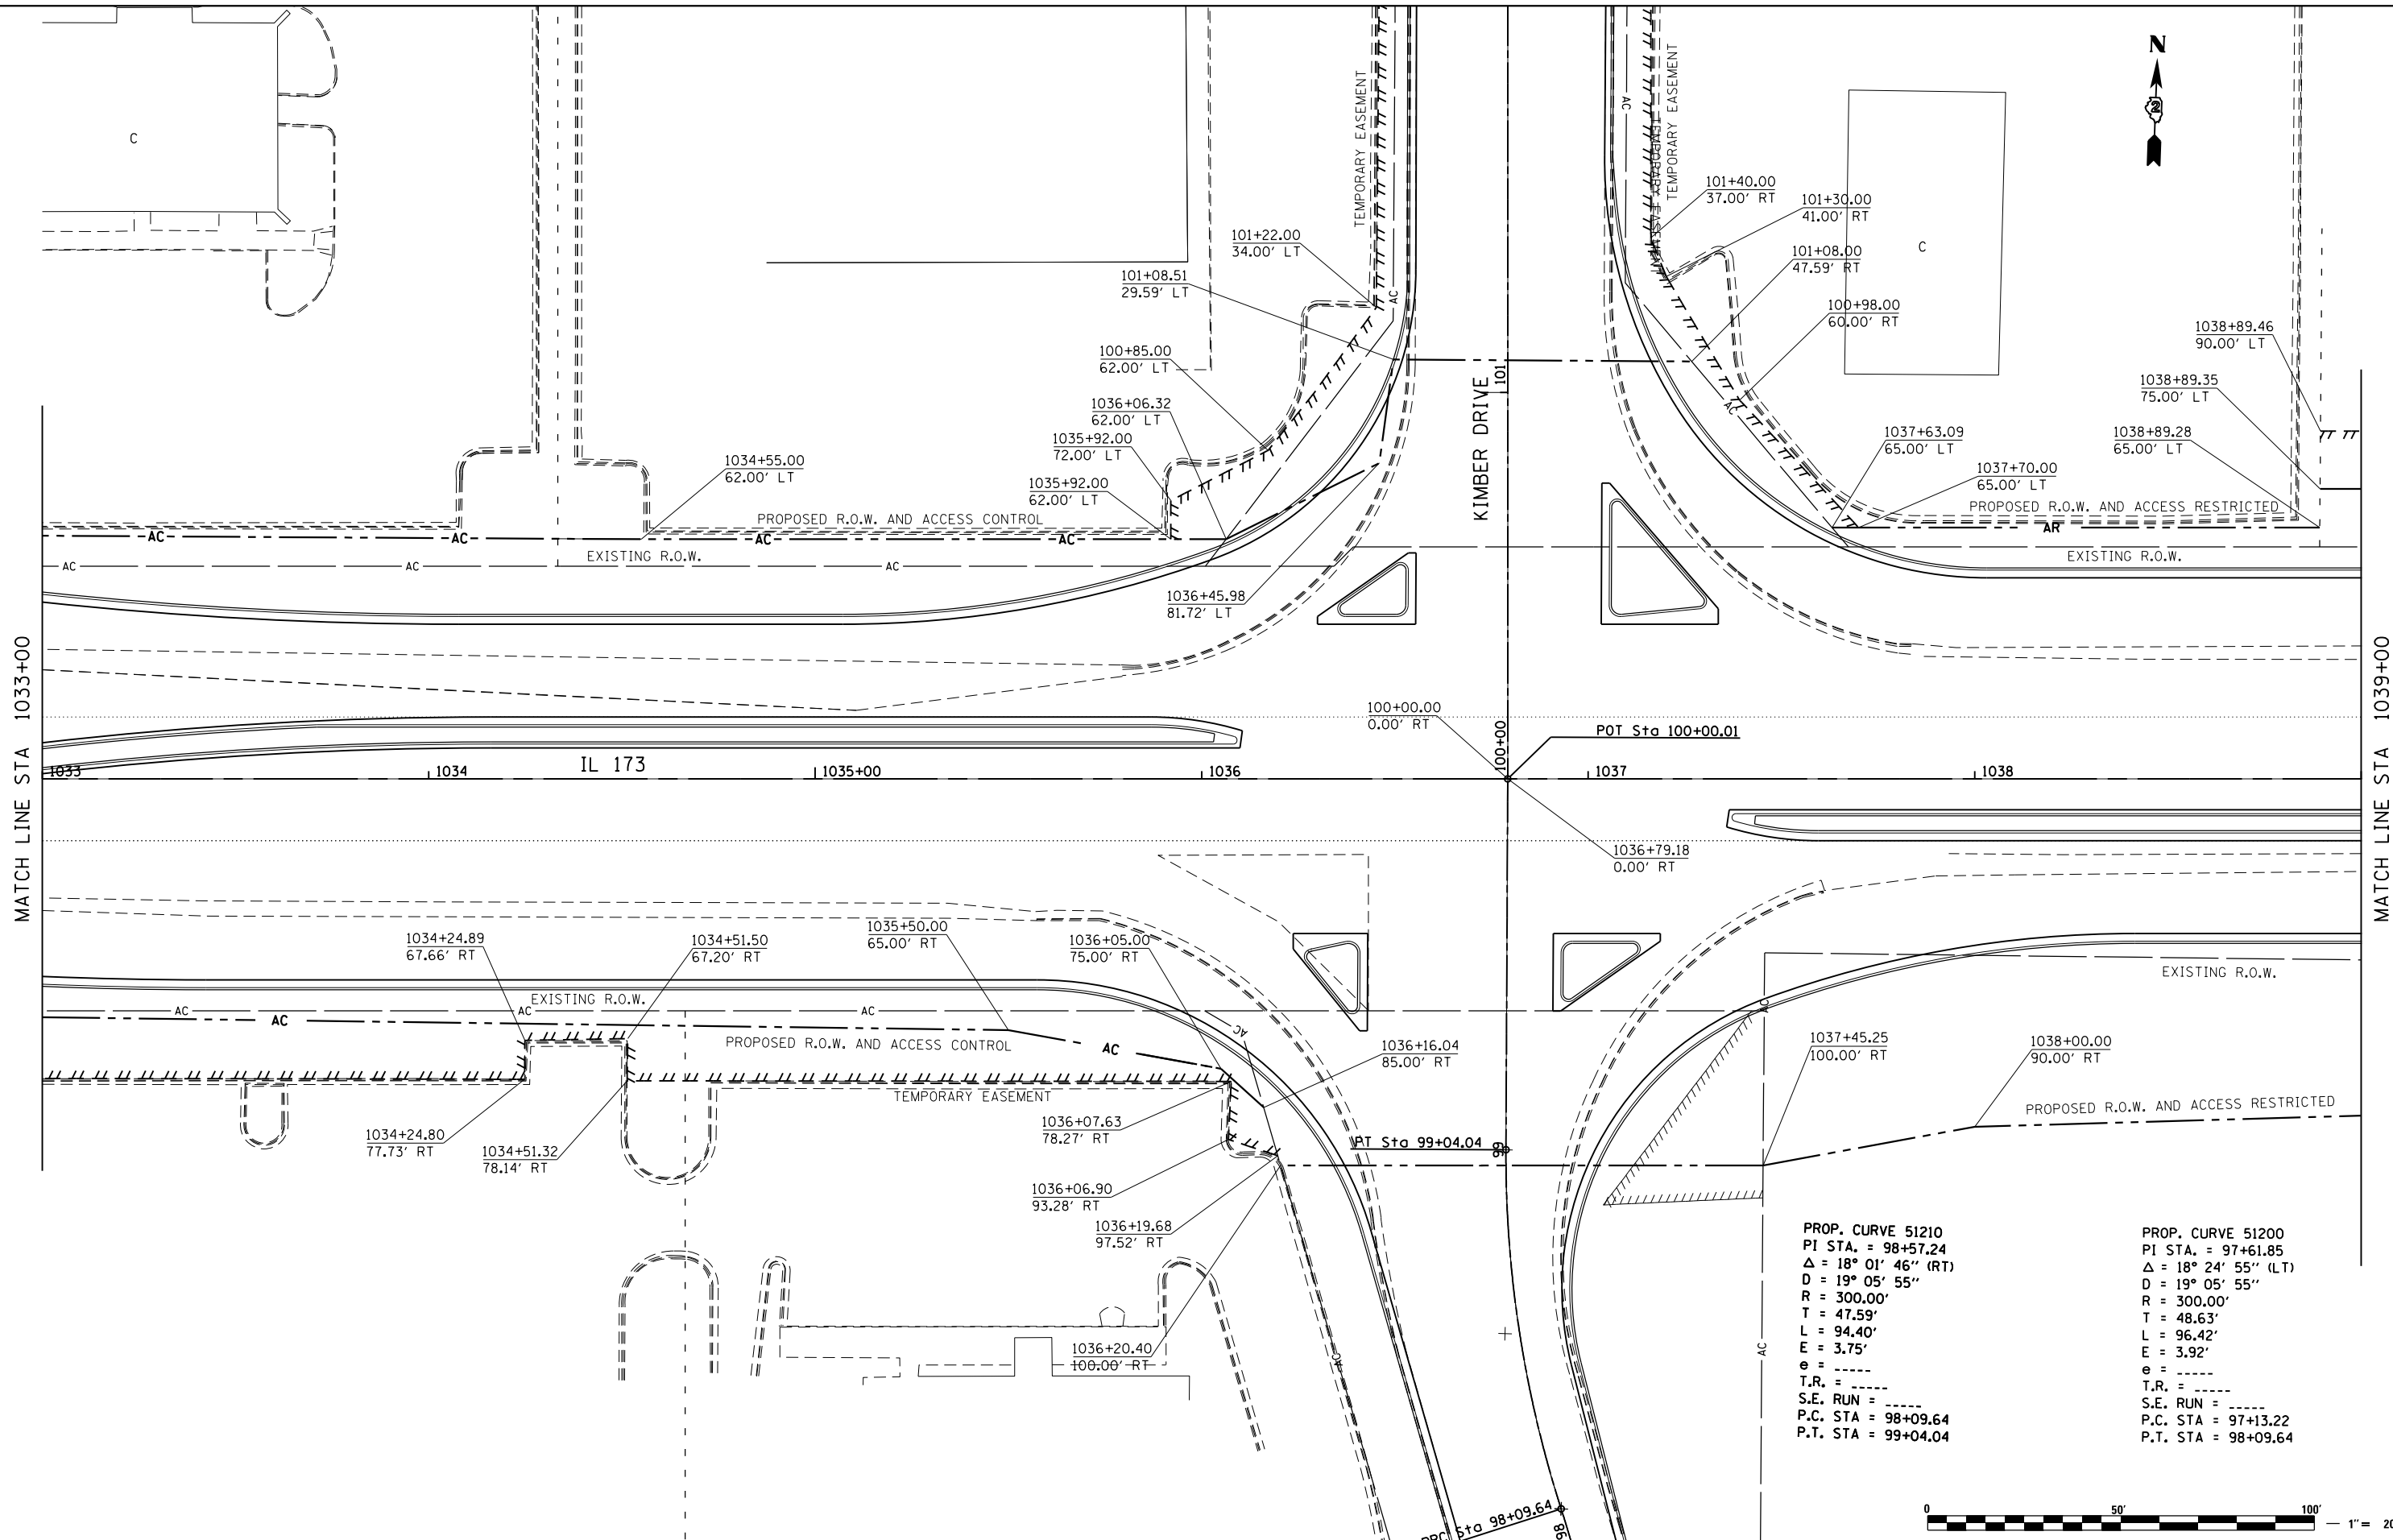 N
2
C
TEMPORARY EASEMENT
AC
TEMPORARY EASEMENT
TEMPORARY EASEMENT
101+40.00
37.00' RT
101+30.00
41.00' RT
101+22.00
34.00' LT
101+08.00
47.59' RT
C
101+08.51
29.59' LT
AC
100+98.00
60.00' RT
1038+89.46
90.00' LT
100+85.00
62.00' LT
101
KIMBER DRIVE
1038+89.35
75.00' LT
1036+06.32
62.00' LT
AC
1035+92.00
72.00' LT
1037+63.09
65.00' LT
1038+89.28
65.00' LT
1034+55.00
62.00' LT
1037+70.00
65.00' LT
1035+92.00
62.00' LT
PROPOSED R.O.W. AND ACCESS CONTROL
PROPOSED R.O.W. AND ACCESS RESTRICTED
AC AC AC AC AR
EXISTING R.O.W. EXISTING R.O.W.
AC AC AC
1036+45.98
81.72' LT
MATCH LINE STA 1033+00
MATCH LINE STA 1039+00
100+00.00
0.00' RT
POT Sta 100+00.01
100+00
IL 173
1033 1034 1035+00 1036 1037 1038
1036+79.18
0.00' RT
1034+24.89
67.66' RT
1034+51.50
67.20' RT
1035+50.00
65.00' RT
1036+05.00
75.00' RT
EXISTING R.O.W.
EXISTING R.O.W.
AC AC AC AC
AC
AC
PROPOSED R.O.W. AND ACCESS CONTROL
AC
1036+16.04
85.00' RT
1037+45.25
100.00' RT
1038+00.00
90.00' RT
TEMPORARY EASEMENT
PROPOSED R.O.W. AND ACCESS RESTRICTED
1034+24.80
77.73' RT
1034+51.32
78.14' RT
1036+07.63
78.27' RT
PT Sta 99+04.04
99
1036+06.90
93.28' RT
1036+19.68
97.52' RT
1036+20.40
100.00' RT
AC
AC
PROP. CURVE 51210
PI STA. = 98+57.24
Δ = 18° 01' 46" (RT)
D = 19° 05' 55"
R = 300.00'
T = 47.59'
L = 94.40'
E = 3.75'
e = -----
T.R. = -----
S.E. RUN = -----
P.C. STA = 98+09.64
P.T. STA = 99+04.04
PROP. CURVE 51200
PI STA. = 97+61.85
Δ = 18° 24' 55" (LT)
D = 19° 05' 55"
R = 300.00'
T = 48.63'
L = 96.42'
E = 3.92'
e = -----
T.R. = -----
S.E. RUN = -----
P.C. STA = 97+13.22
P.T. STA = 98+09.64
PRC Sta 98+09.64
98
0 50' 100'
1" =